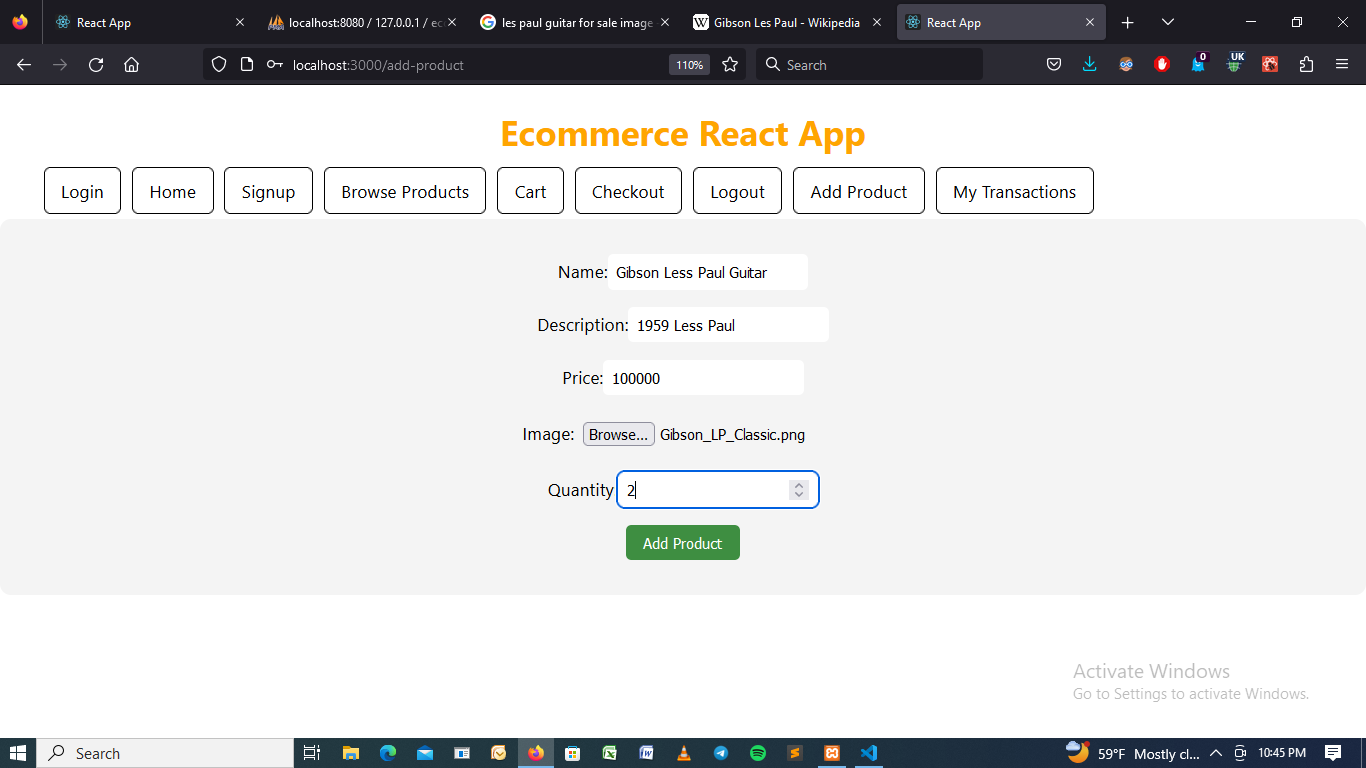 React App
localhost:8080 / 127.0.0.1 / ec
les paul guitar for sale image
Gibson Les Paul - Wikipedia
React App
localhost:3000/add-product
110%
Search
0
UK
Ecommerce React App
Login
Home
Signup
Browse Products
Cart
Checkout
Logout
Add Product
My Transactions
Name: Gibson Less Paul Guitar
Description: 1959 Less Paul
Price: 100000
Image: Browse... Gibson_LP_Classic.png
Quantity 2
Add Product
Activate Windows
Go to Settings to activate Windows.
Search
59°F Mostly cl...
10:45 PM